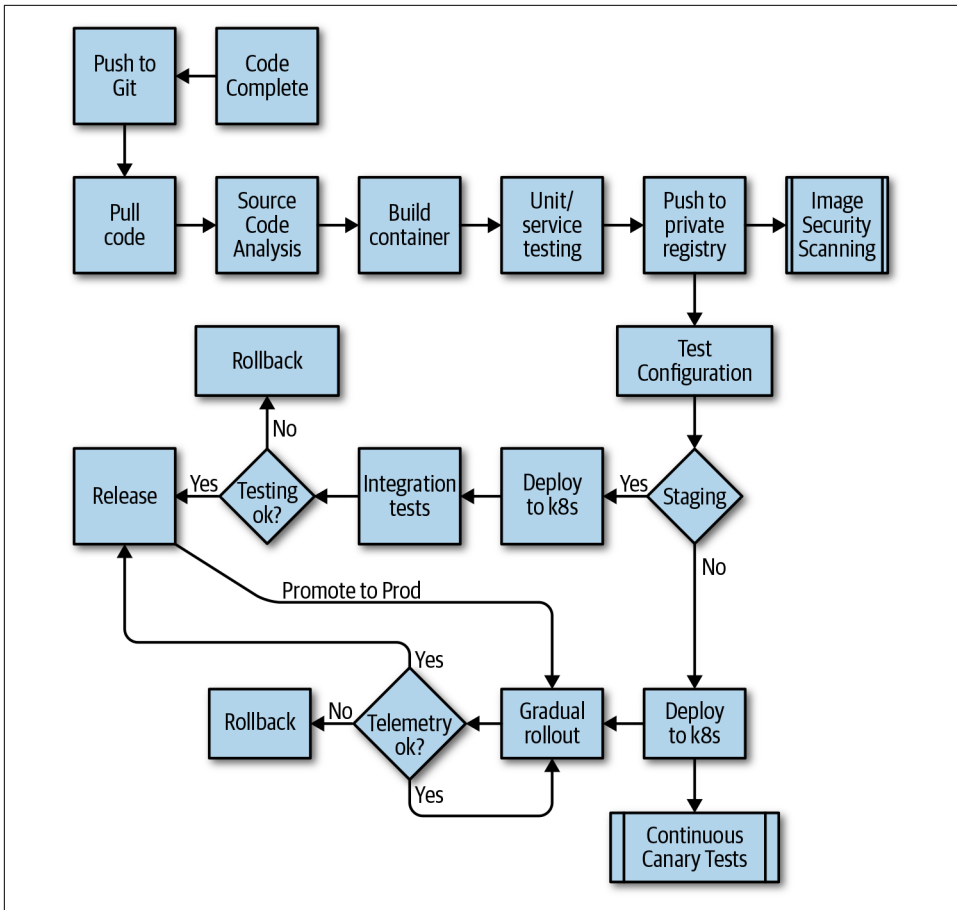 Push to
Git
Code
Complete
Pull
code
Source
Code
Analysis
Build
container
Unit/
service
testing
Push to
private
registry
Image
Security
Scanning
Rollback
Test
Configuration
No
Release
Yes
Testing
ok?
Integration
tests
Deploy
to k8s
Yes
Staging
No
Promote to Prod
Yes
Rollback
No
Telemetry
ok?
Gradual
rollout
Deploy
to k8s
Yes
Continuous
Canary Tests